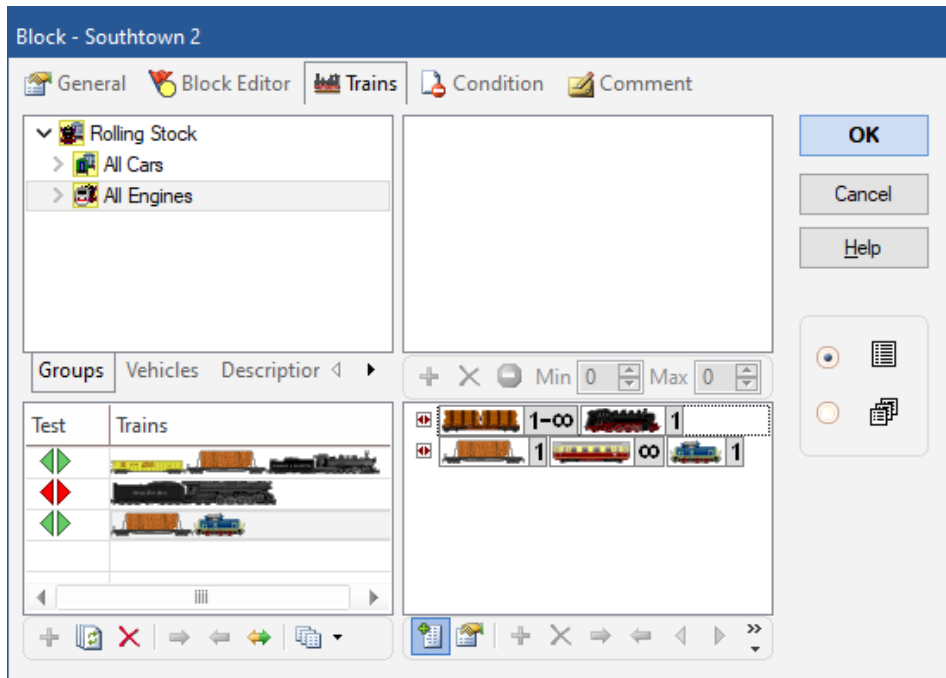 Block - Southtown 2
General Block Editor Trains Condition Comment
Rolling Stock
All Cars
All Engines
OK
Cancel
Help
Groups Vehicles Descriptior
Min 0 Max 0
Test Trains
1-∞ 1
1 ∞ 1